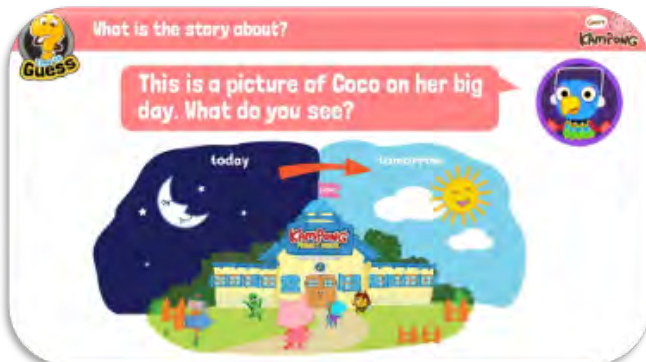 What is the story about?
Guess
KAMPONG
This is a picture of Coco on her big
day. What do you see?
today
tomorrow
KAMPONG